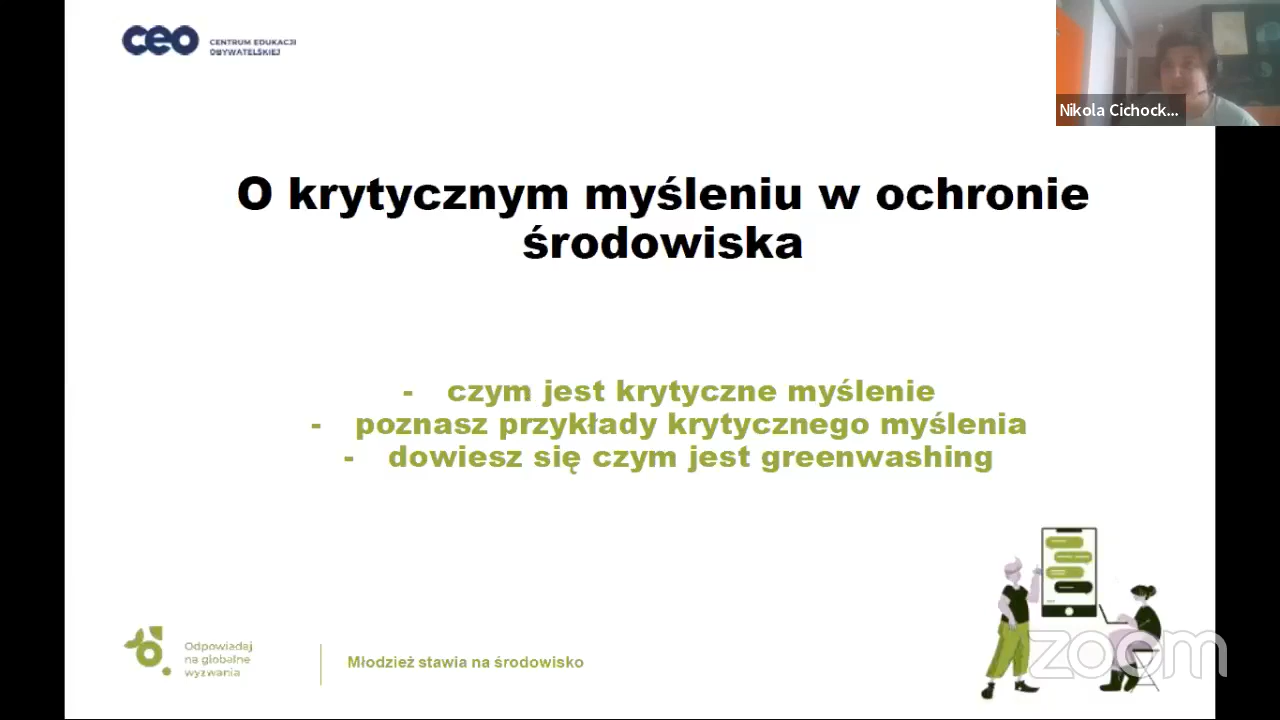 ceo
CENTRUM EDUKACJI
OBYWATELSKIEJ
Nikola Cichock...
O krytycznym myśleniu w ochronie
środowiska
- czym jest krytyczne myślenie
- poznasz przykłady krytycznego myślenia
- dowiesz się czym jest greenwashing
Odpowiadaj
na globalne
wyzwania
Młodzież stawia na środowisko
zoom